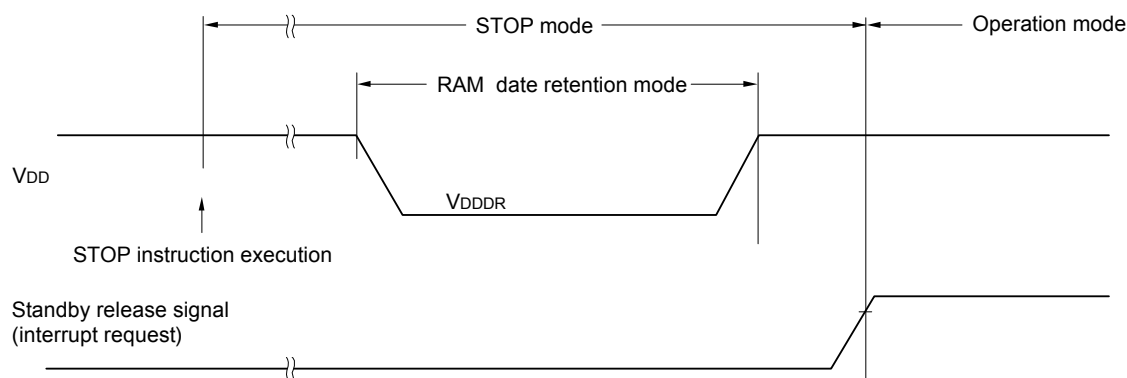 STOP mode
Operation mode
RAM date retention mode
VDD
VDDDR
STOP instruction execution
Standby release signal
(interrupt request)